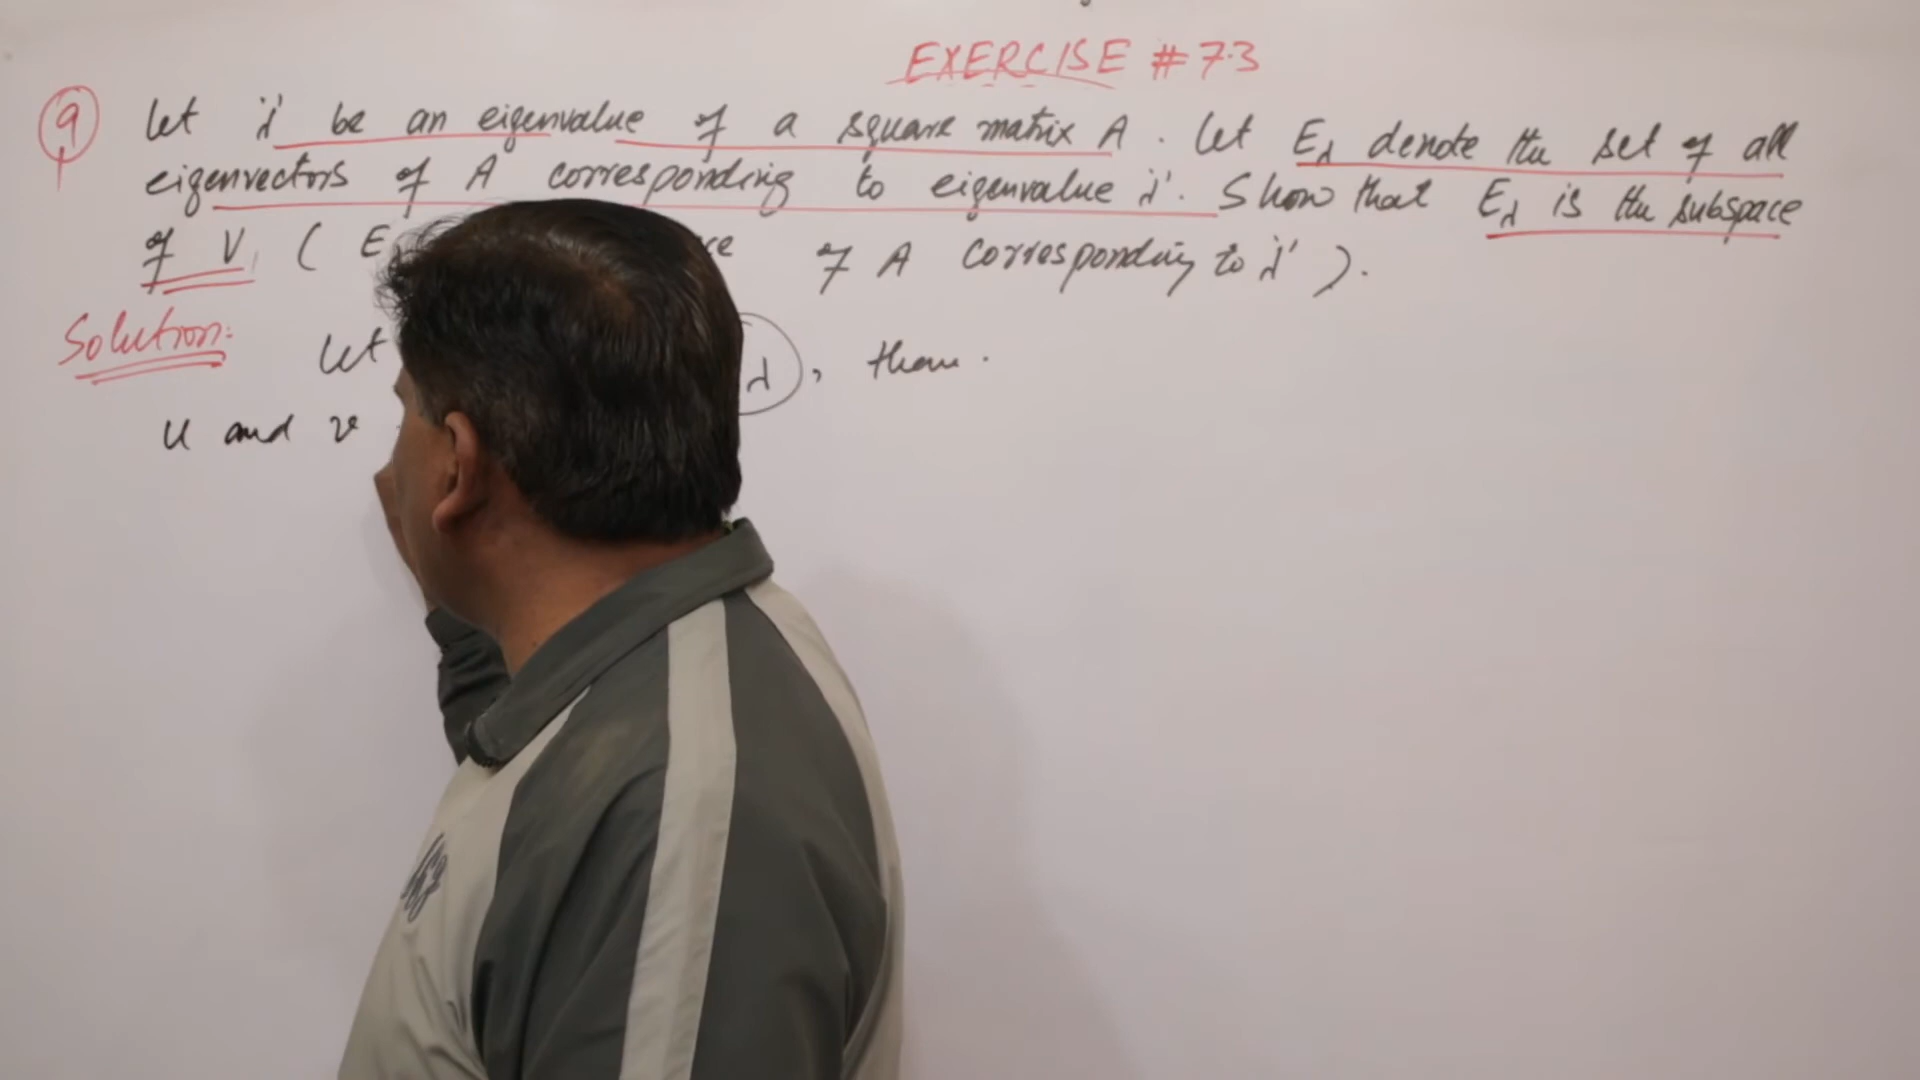 EXERCISE # 7.3
9 Let 'λ' be an eigenvalue of a square matrix A. Let Eλ denote the set of all
eigenvectors of A corresponding to eigenvalue 'λ'. Show that Eλ is the subspace
of V, ( E of A corresponding to 'λ' ).
Solution: Let λ, then.
u and v